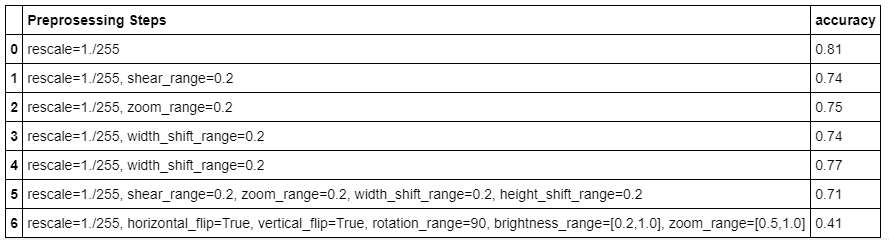 Preprosessing Steps accuracy
0 rescale=1./255 0.81
1 rescale=1./255, shear_range=0.2 0.74
2 rescale=1./255, zoom_range=0.2 0.75
3 rescale=1./255, width_shift_range=0.2 0.74
4 rescale=1./255, width_shift_range=0.2 0.77
5 rescale=1./255, shear_range=0.2, zoom_range=0.2, width_shift_range=0.2, height_shift_range=0.2 0.71
6 rescale=1./255, horizontal_flip=True, vertical_flip=True, rotation_range=90, brightness_range=[0.2,1.0], zoom_range=[0.5,1.0] 0.41